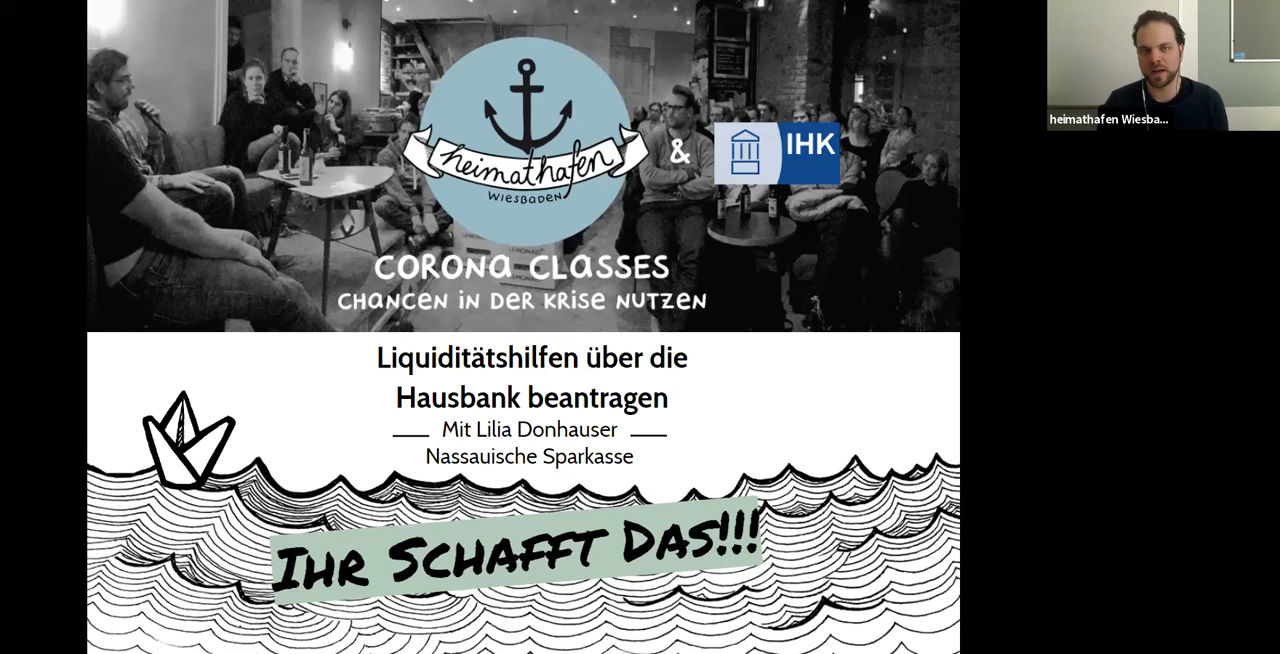 heimathafen
WIESBADEN
&
IHK
CORONA CLASSES
CHANCEN IN DER KRISE NUTZEN
heimathafen Wiesba...
Liquiditätshilfen über die
Hausbank beantragen
Mit Lilia Donhauser
Nassauische Sparkasse
IHR SCHAFFT DAS!!!